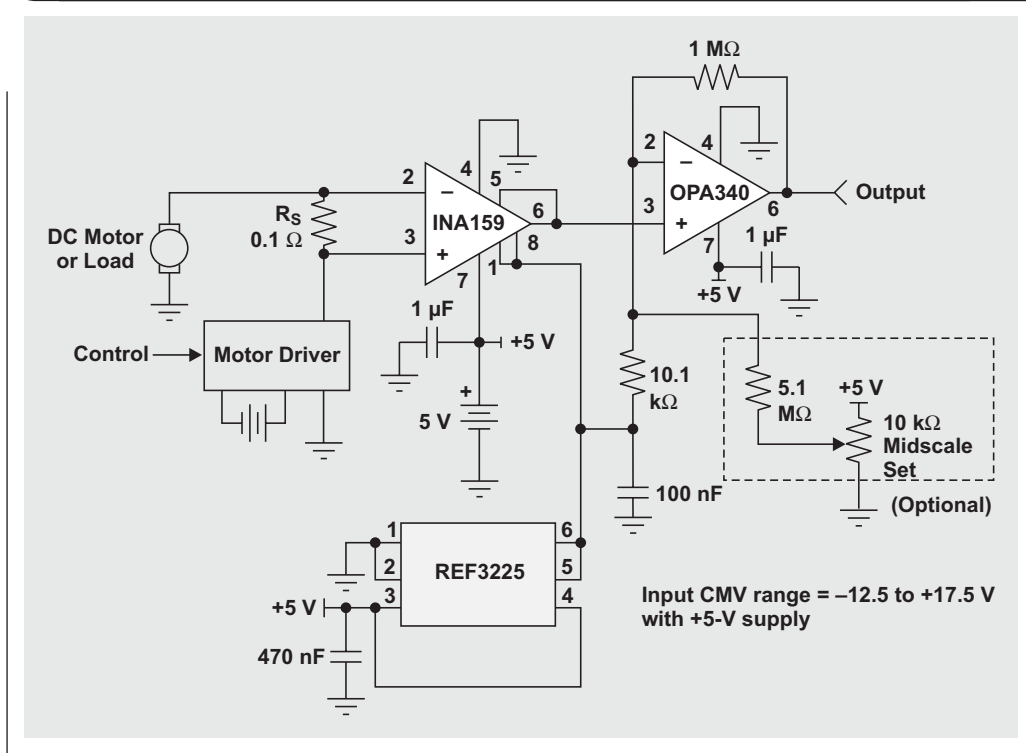 1 MΩ
2
4
OPA340
3
6
7
Output
1 µF
+5 V
2
4
5
INA159
6
3
8
1
7
RS
0.1 Ω
DC Motor
or Load
1 µF
+5 V
Control
Motor Driver
+
5 V
10.1
kΩ
5.1
MΩ
+5 V
10 kΩ
Midscale
Set
(Optional)
100 nF
1
2
3
REF3225
6
5
4
+5 V
470 nF
Input CMV range = –12.5 to +17.5 V
with +5-V supply